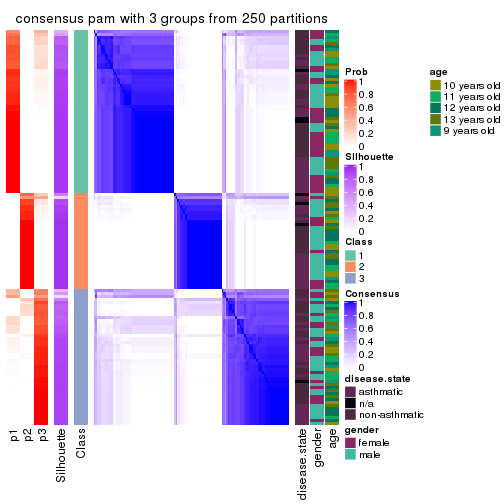 consensus pam with 3 groups from 250 partitions
Prob
1
0.8
0.6
0.4
0.2
0
Silhouette
1
0.8
0.6
0.4
0.2
0
Class
1
2
3
Consensus
1
0.8
0.6
0.4
0.2
0
disease.state
asthmatic
n/a
non-asthmatic
gender
female
male
age
10 years old
11 years old
12 years old
13 years old
9 years old
p1
p2
p3
Silhouette
Class
disease.state
gender
age